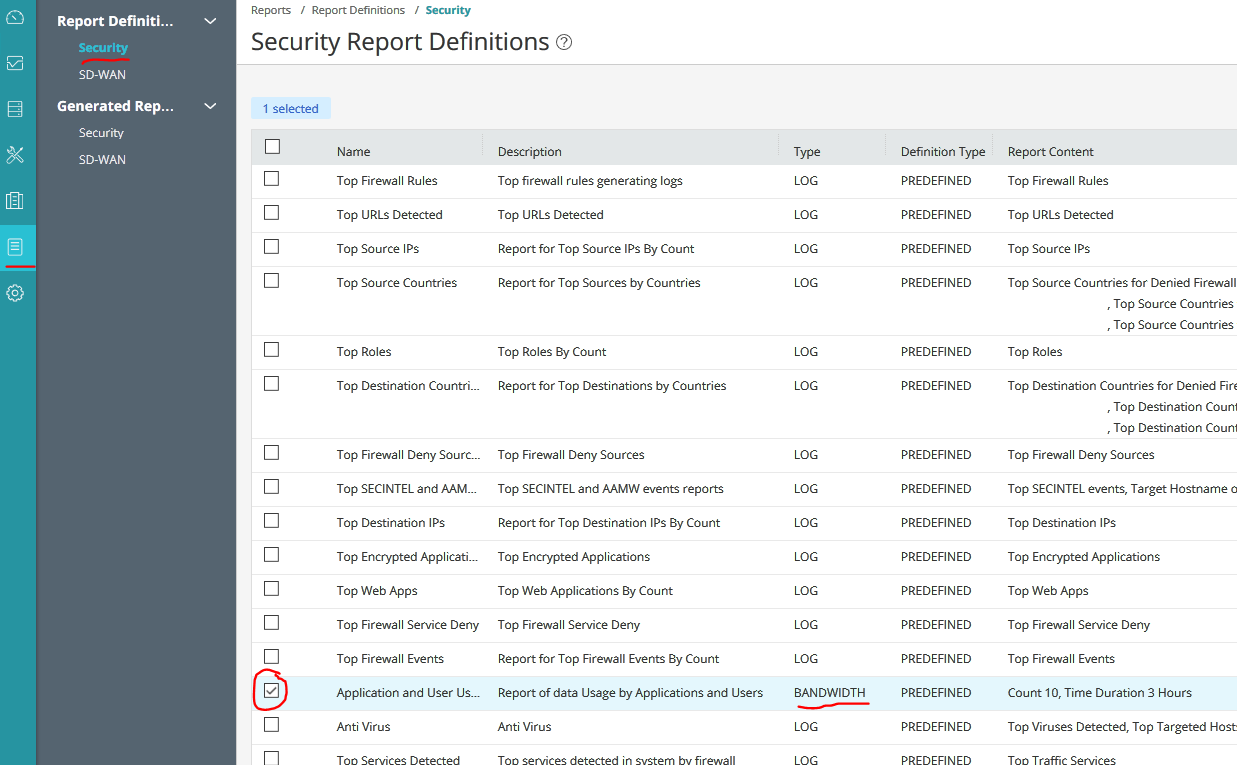 Report Definiti...
Security
SD-WAN
Generated Rep...
Security
SD-WAN
Reports / Report Definitions / Security
Security Report Definitions ?
1 selected
Name Description Type Definition Type Report Content
Top Firewall Rules Top firewall rules generating logs LOG PREDEFINED Top Firewall Rules
Top URLs Detected Top URLs Detected LOG PREDEFINED Top URLs Detected
Top Source IPs Report for Top Source IPs By Count LOG PREDEFINED Top Source IPs
Top Source Countries Report for Top Sources by Countries LOG PREDEFINED Top Source Countries for Denied Firewall
, Top Source Countries
, Top Source Countries
Top Roles Top Roles By Count LOG PREDEFINED Top Roles
Top Destination Countri... Report for Top Destinations by Countries LOG PREDEFINED Top Destination Countries for Denied Fire
, Top Destination Count
, Top Destination Count
Top Firewall Deny Sourc... Top Firewall Deny Sources LOG PREDEFINED Top Firewall Deny Sources
Top SECINTEL and AAM... Top SECINTEL and AAMW events reports LOG PREDEFINED Top SECINTEL events, Target Hostname o
Top Destination IPs Report for Top Destination IPs By Count LOG PREDEFINED Top Destination IPs
Top Encrypted Applicati... Top Encrypted Applications LOG PREDEFINED Top Encrypted Applications
Top Web Apps Top Web Applications By Count LOG PREDEFINED Top Web Apps
Top Firewall Service Deny Top Firewall Service Deny LOG PREDEFINED Top Firewall Service Deny
Top Firewall Events Report for Top Firewall Events By Count LOG PREDEFINED Top Firewall Events
Application and User Us... Report of data Usage by Applications and Users BANDWIDTH PREDEFINED Count 10, Time Duration 3 Hours
Anti Virus Anti Virus LOG PREDEFINED Top Viruses Detected, Top Targeted Hosts
Top Services Detected Top services detected in system by firewall LOG PREDEFINED Top Traffic Services